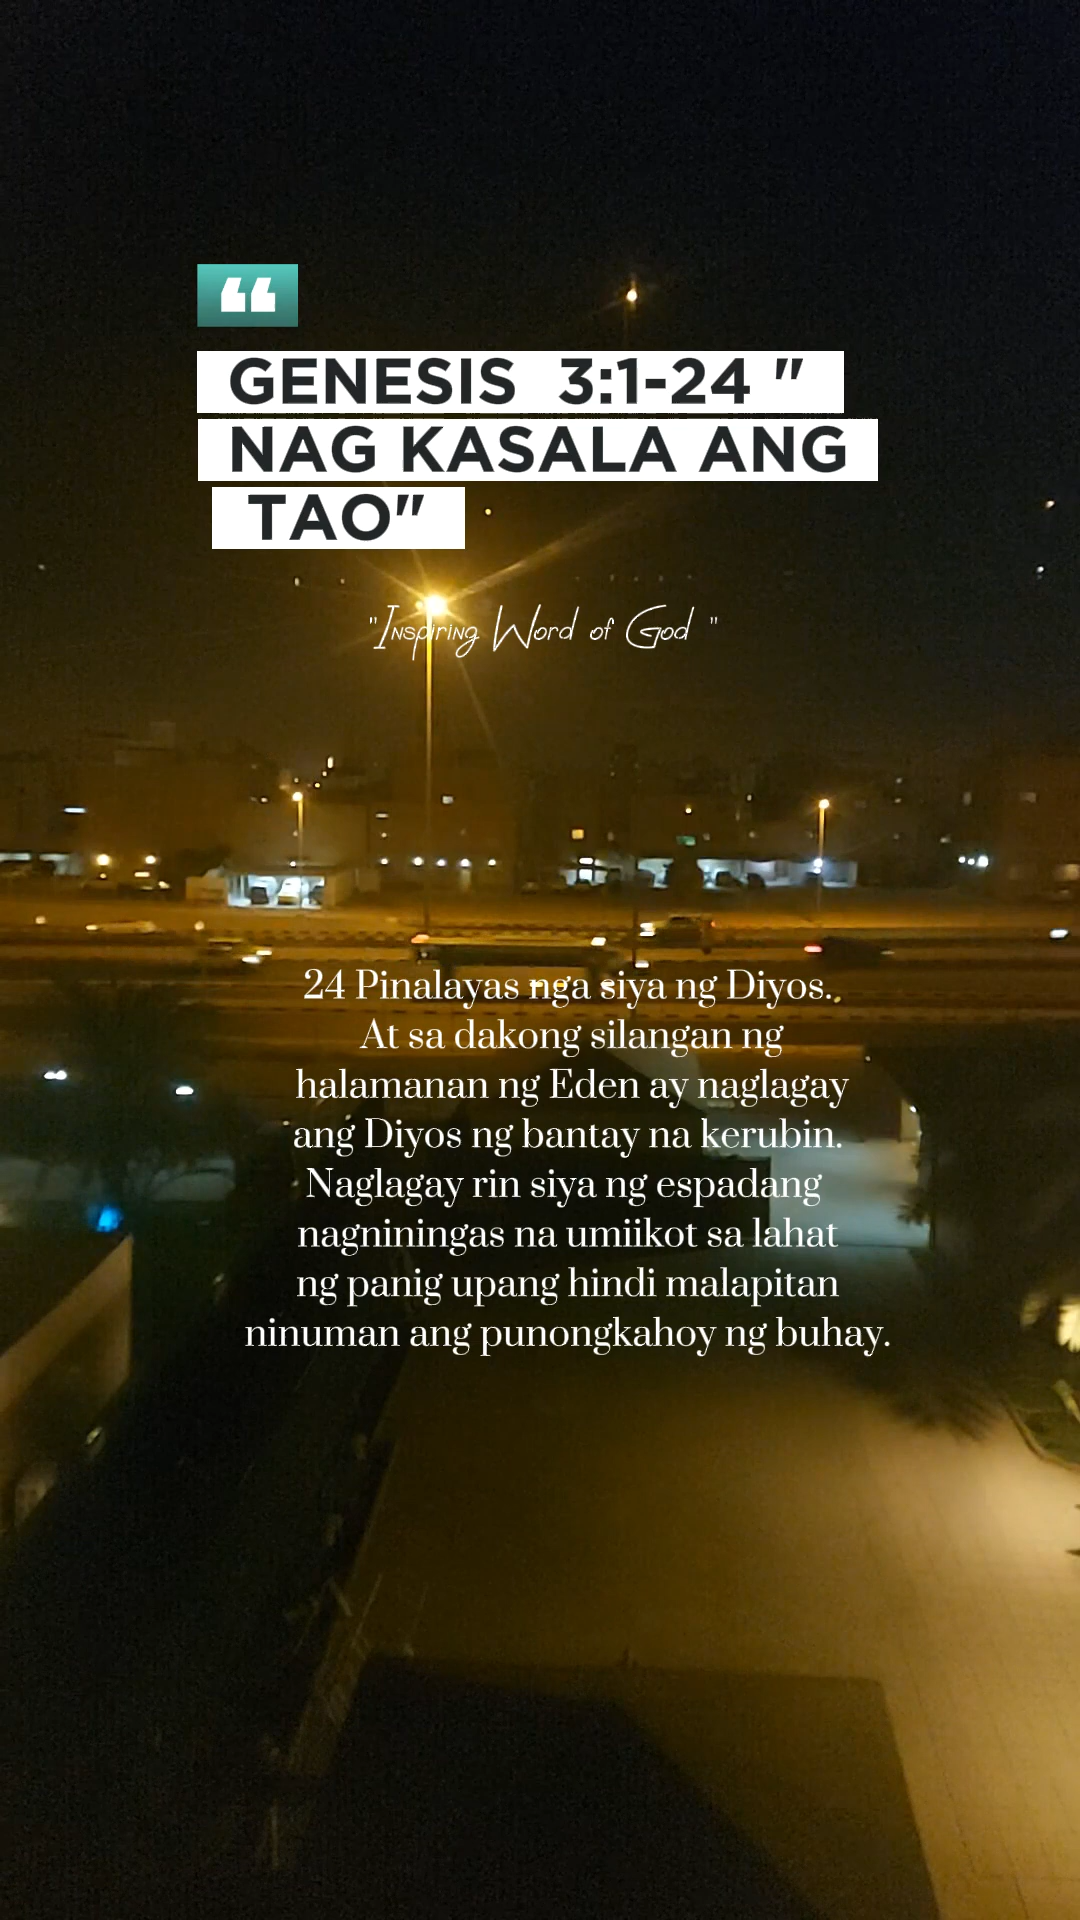 ❝
GENESIS 3:1-24 "
NAG KASALA ANG
TAO"
"Inspiring Word of God "
24 Pinalayas nga siya ng Diyos.
At sa dakong silangan ng
halamanan ng Eden ay naglagay
ang Diyos ng bantay na kerubin.
Naglagay rin siya ng espadang
nagniningas na umiikot sa lahat
ng panig upang hindi malapitan
ninuman ang punongkahoy ng buhay.